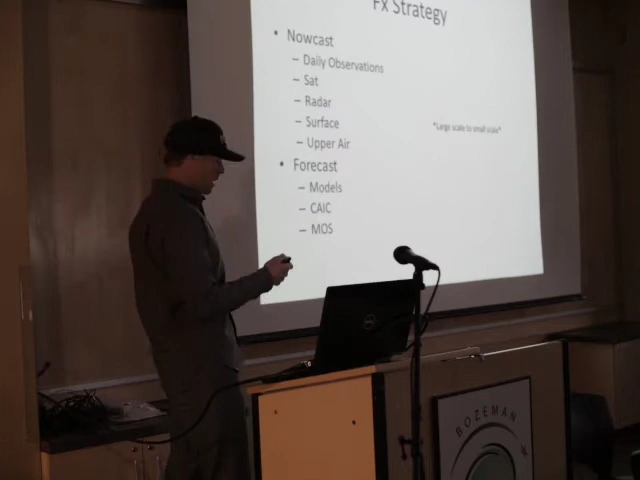 Fx Strategy
• Nowcast
– Daily Observations
– Sat
– Radar
– Surface
– Upper Air
*Large scale to small scale*
• Forecast
– Models
– CAIC
– MOS
DELL
BOZEMAN